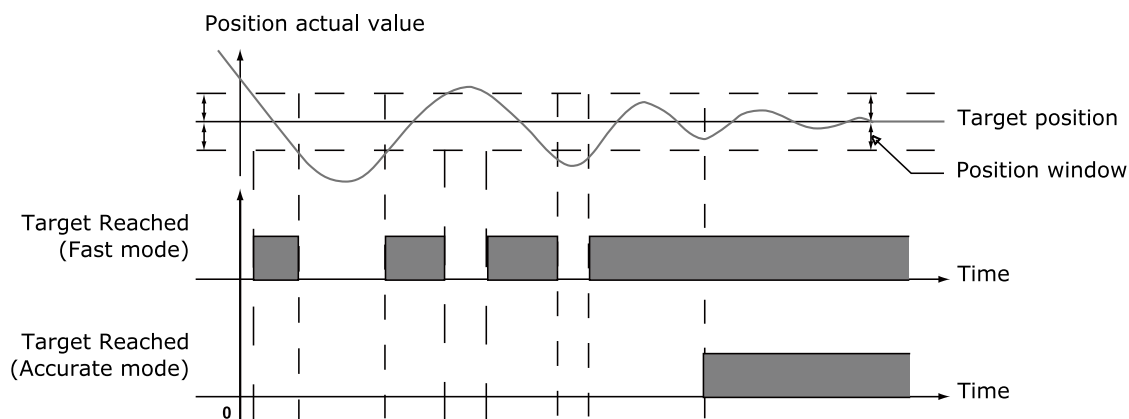 Position actual value
Target position
Position window
Target Reached
(Fast mode)
Time
Target Reached
(Accurate mode)
Time
0